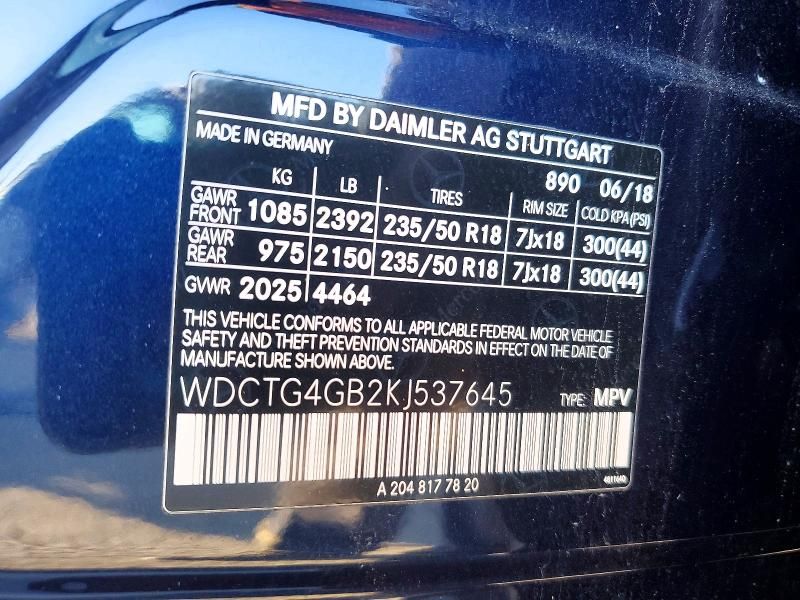 MFD BY DAIMLER AG STUTTGART
MADE IN GERMANY
890 06/18
KG LB TIRES RIM SIZE COLD KPA (PSI)
GAWR FRONT 1085 2392 235/50 R18 7Jx18 300(44)
GAWR REAR 975 2150 235/50 R18 7Jx18 300(44)
GVWR 2025 4464
THIS VEHICLE CONFORMS TO ALL APPLICABLE FEDERAL MOTOR VEHICLE
SAFETY AND THEFT PREVENTION STANDARDS IN EFFECT ON THE DATE OF
MANUFACTURE SHOWN ABOVE.
WDCTG4GB2KJ537645 TYPE: MPV
A 204 817 78 20